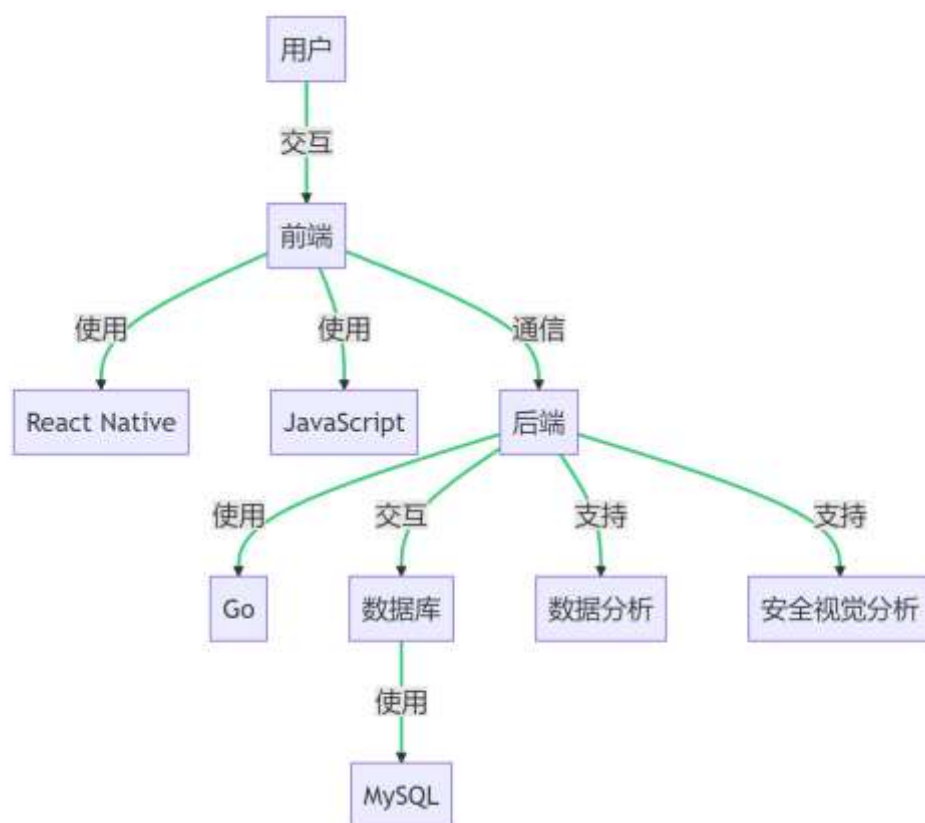 用户
交互
前端
使用
使用
通信
React Native
JavaScript
后端
使用
交互
支持
支持
Go
数据库
数据分析
安全视觉分析
使用
MySQL